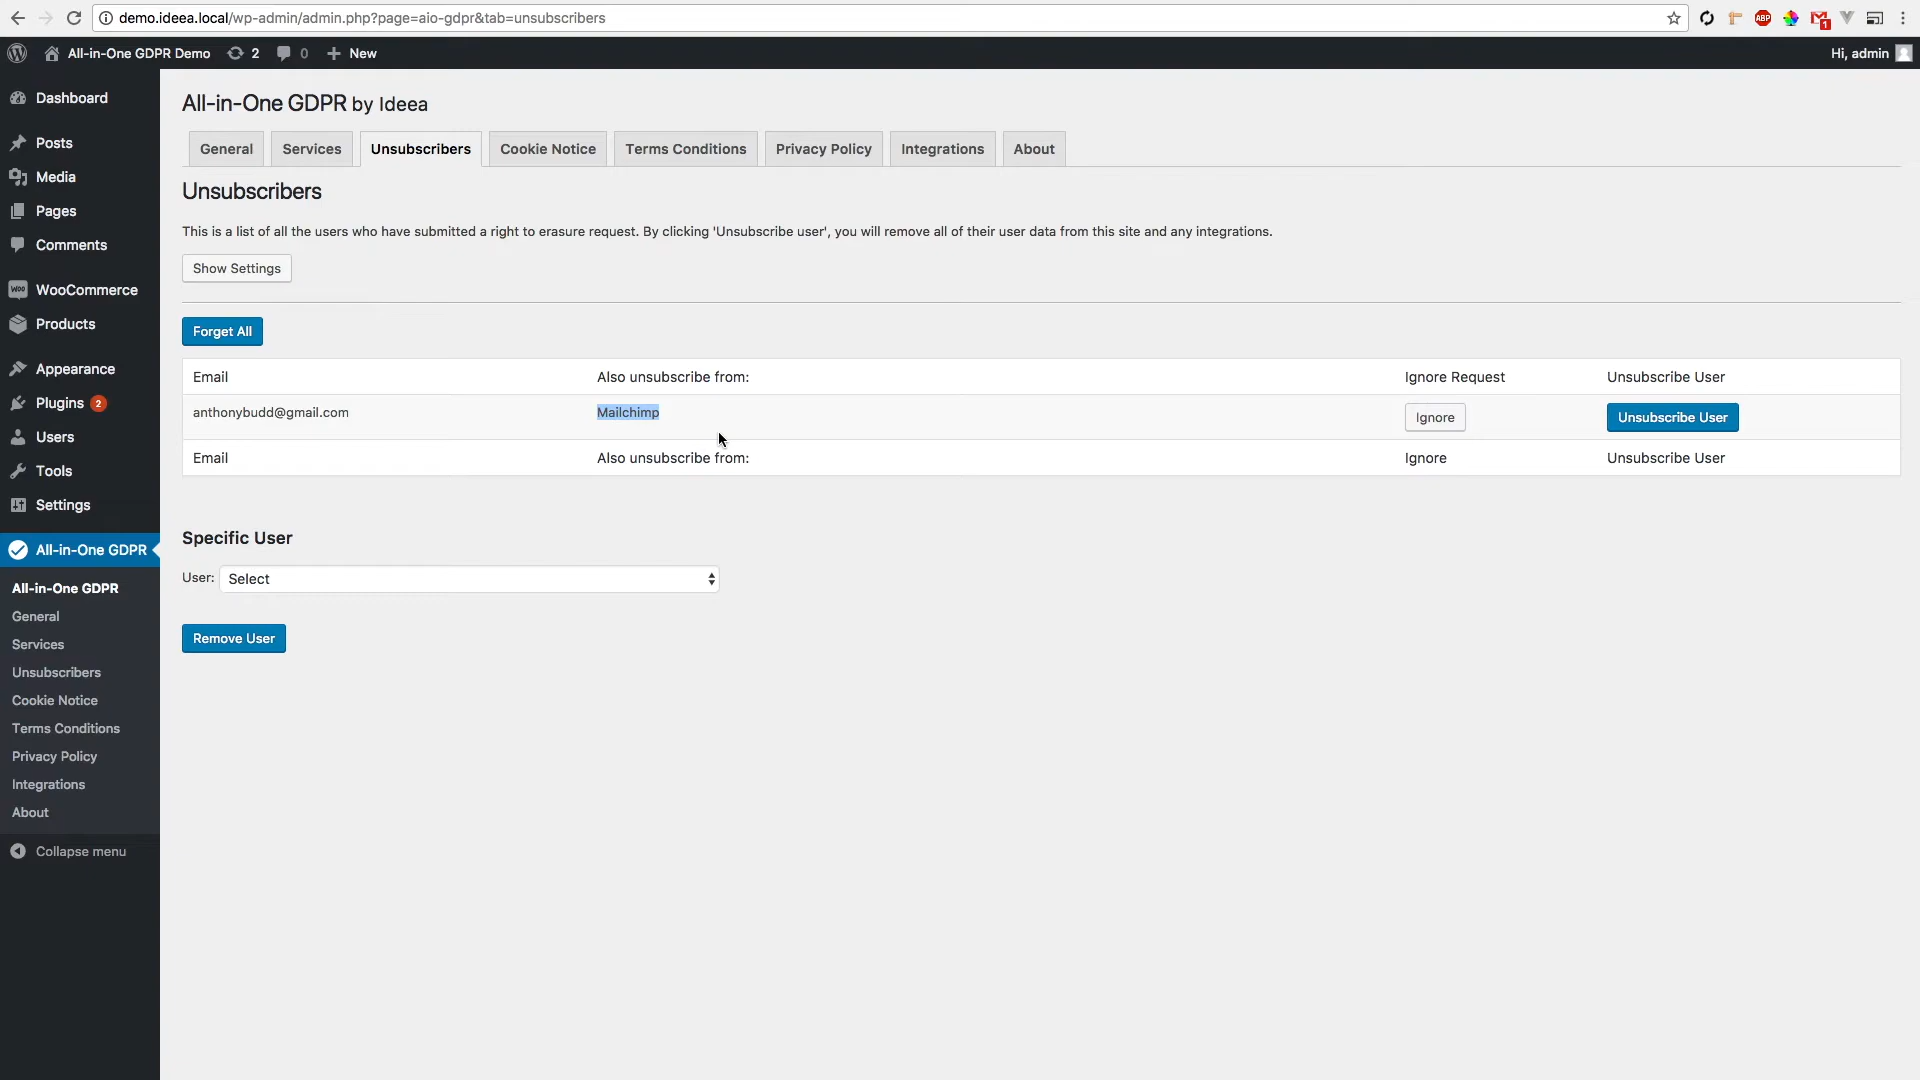 demo.ideea.local/wp-admin/admin.php?page=aio-gdpr&tab=unsubscribers
ABP
1
All-in-One GDPR Demo 2 0 New
Hi, admin
Dashboard
Posts
Media
Pages
Comments
WooCommerce
Products
Appearance
Plugins 2
Users
Tools
Settings
All-in-One GDPR
All-in-One GDPR
General
Services
Unsubscribers
Cookie Notice
Terms Conditions
Privacy Policy
Integrations
About
Collapse menu
All-in-One GDPR by Ideea
General Services Unsubscribers Cookie Notice Terms Conditions Privacy Policy Integrations About
Unsubscribers
This is a list of all the users who have submitted a right to erasure request. By clicking 'Unsubscribe user', you will remove all of their user data from this site and any integrations.
Show Settings
Forget All
Email Also unsubscribe from: Ignore Request Unsubscribe User
anthonybudd@gmail.com Mailchimp Ignore Unsubscribe User
Email Also unsubscribe from: Ignore Unsubscribe User
Specific User
User: Select
Remove User